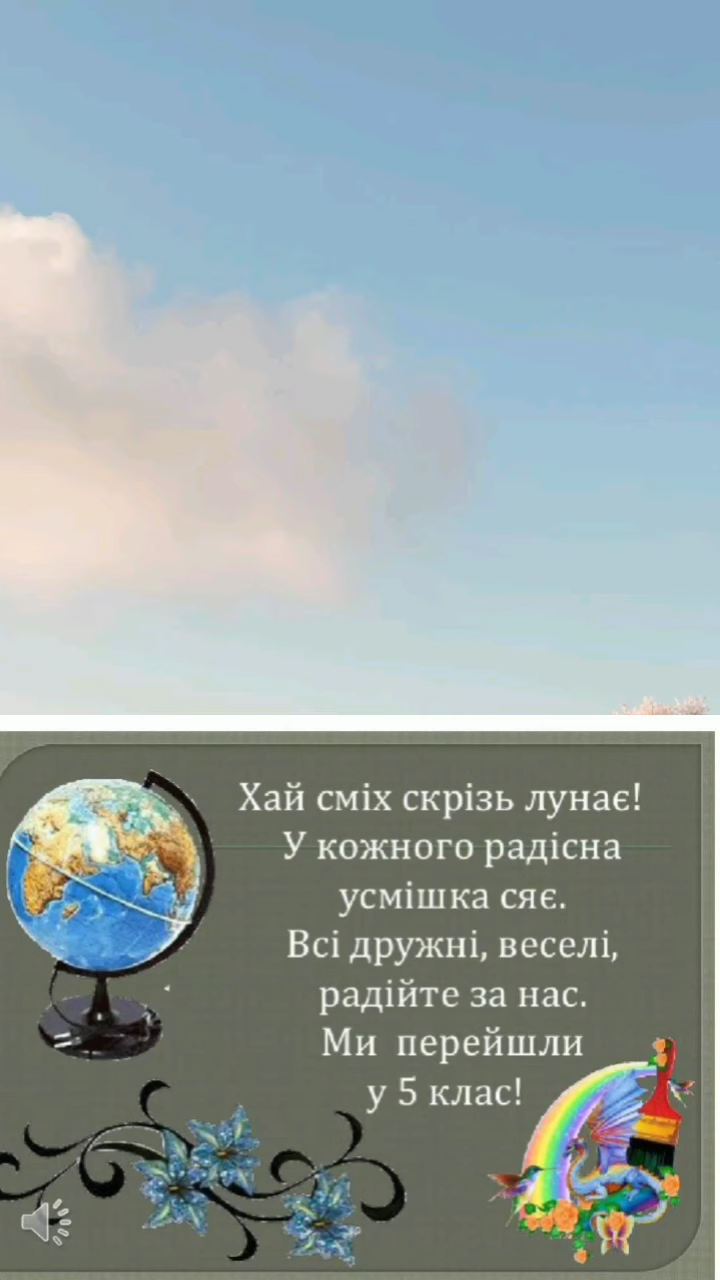 Хай сміх скрізь лунає!
У кожного радісна
усмішка сяє.
Всі дружні, веселі,
радійте за нас.
Ми перейшли
у 5 клас!